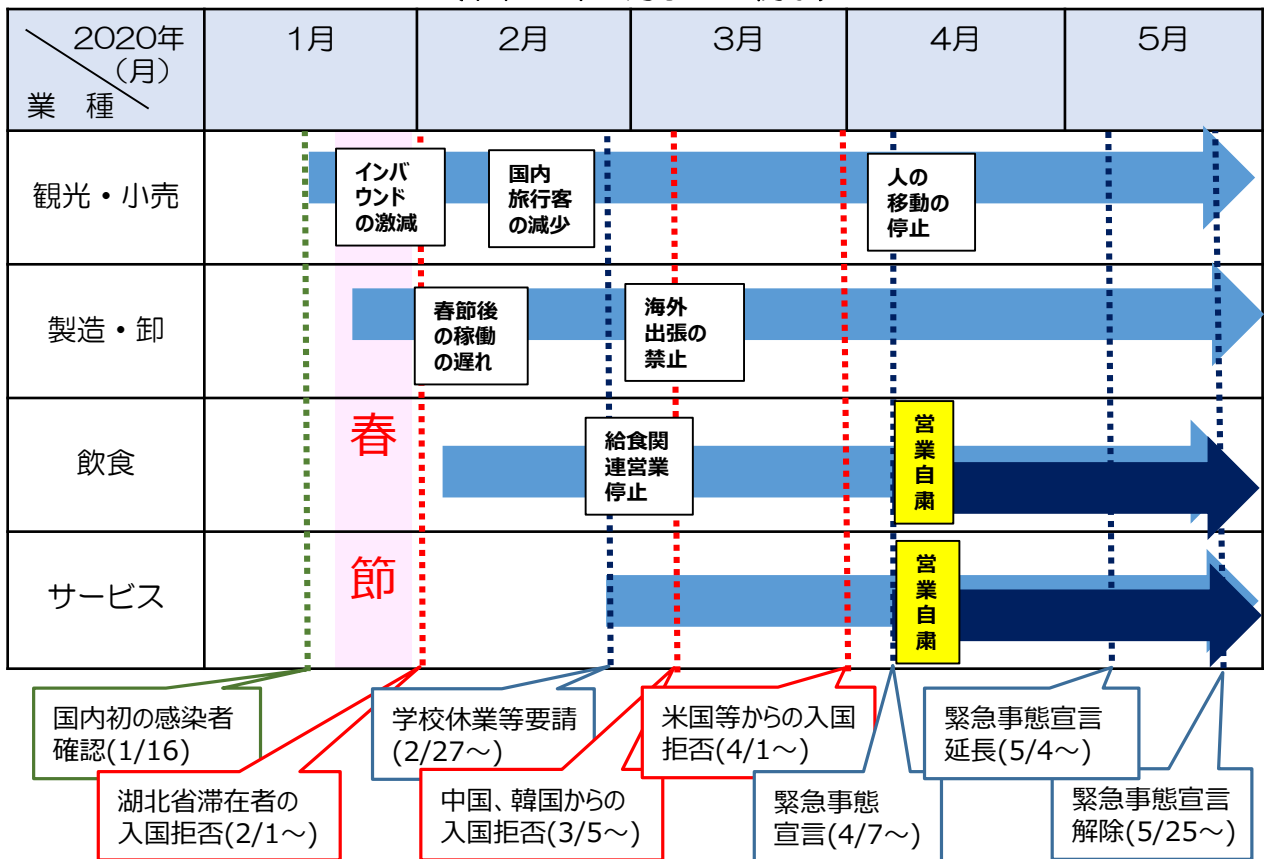 2020年
（月）
業　種
1月
2月
3月
4月
5月
観光・小売
インバ
ウンド
の激減
国内
旅行客
の減少
人の
移動の
停止
製造・卸
春節後
の稼働
の遅れ
海外
出張の
禁止
飲食
春
給食関
連営業
停止
営
業
自
粛
サービス
節
営
業
自
粛
国内初の感染者
確認(1/16)
湖北省滞在者の
入国拒否(2/1～)
学校休業等要請
(2/27～)
中国、韓国からの
入国拒否(3/5～)
米国等からの入国
拒否(4/1～)
緊急事態
宣言(4/7～)
緊急事態宣言
延長(5/4～)
緊急事態宣言
解除(5/25～)